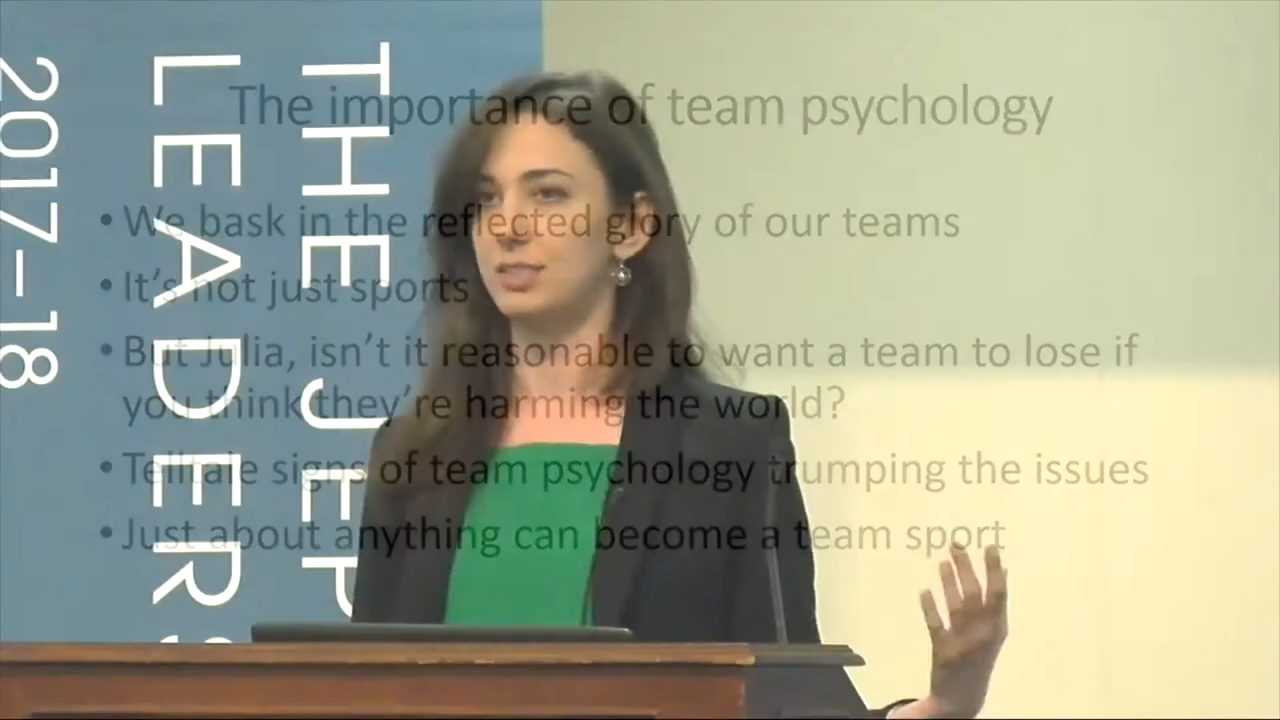 The importance of team psychology
• We bask in the reflected glory of our teams
• It's not just sports
• But Julia, isn't it reasonable to want a team to lose if
you think they're harming the world?
• Telltale signs of team psychology trumping the issues
• Just about anything can become a team sport
THE JEP
LEADERS
2017–18